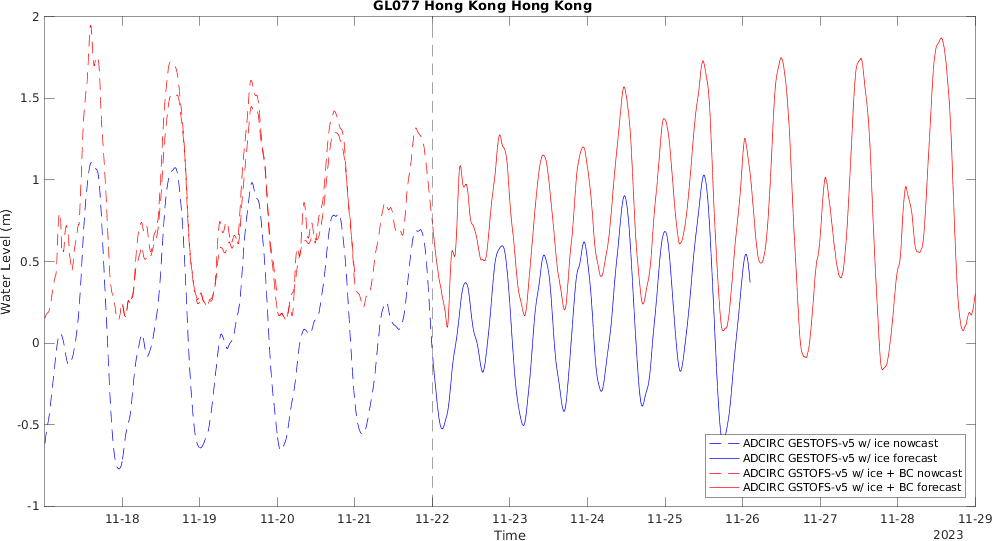 GL077 Hong Kong Hong Kong
2
1.5
1
0.5
0
-0.5
-1
Water Level (m)
ADCIRC GESTOFS-v5 w/ ice nowcast
ADCIRC GESTOFS-v5 w/ ice forecast
ADCIRC GSTOFS-v5 w/ ice + BC nowcast
ADCIRC GSTOFS-v5 w/ ice + BC forecast
11-18 11-19 11-20 11-21 11-22 11-23 11-24 11-25 11-26 11-27 11-28 11-29
Time
2023